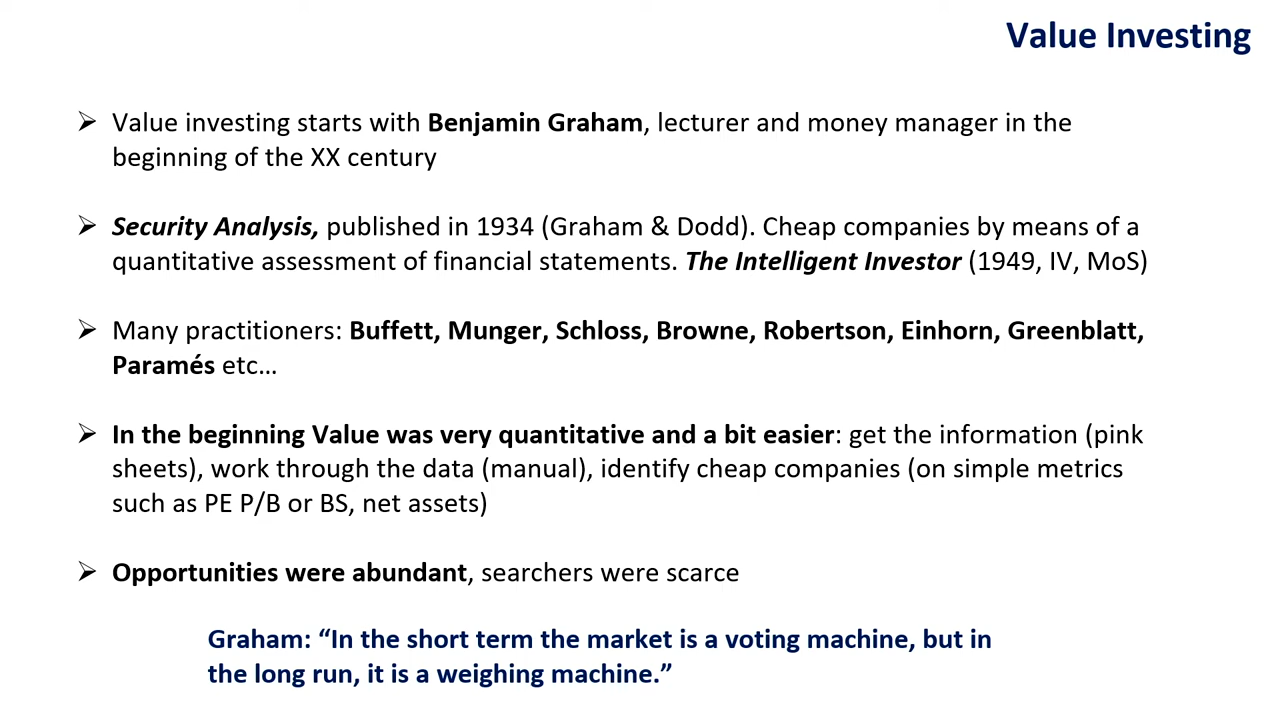 Value Investing
➢ Value investing starts with Benjamin Graham, lecturer and money manager in the
beginning of the XX century
➢ Security Analysis, published in 1934 (Graham & Dodd). Cheap companies by means of a
quantitative assessment of financial statements. The Intelligent Investor (1949, IV, MoS)
➢ Many practitioners: Buffett, Munger, Schloss, Browne, Robertson, Einhorn, Greenblatt,
Paramés etc…
➢ In the beginning Value was very quantitative and a bit easier: get the information (pink
sheets), work through the data (manual), identify cheap companies (on simple metrics
such as PE P/B or BS, net assets)
➢ Opportunities were abundant, searchers were scarce
Graham: “In the short term the market is a voting machine, but in
the long run, it is a weighing machine.”